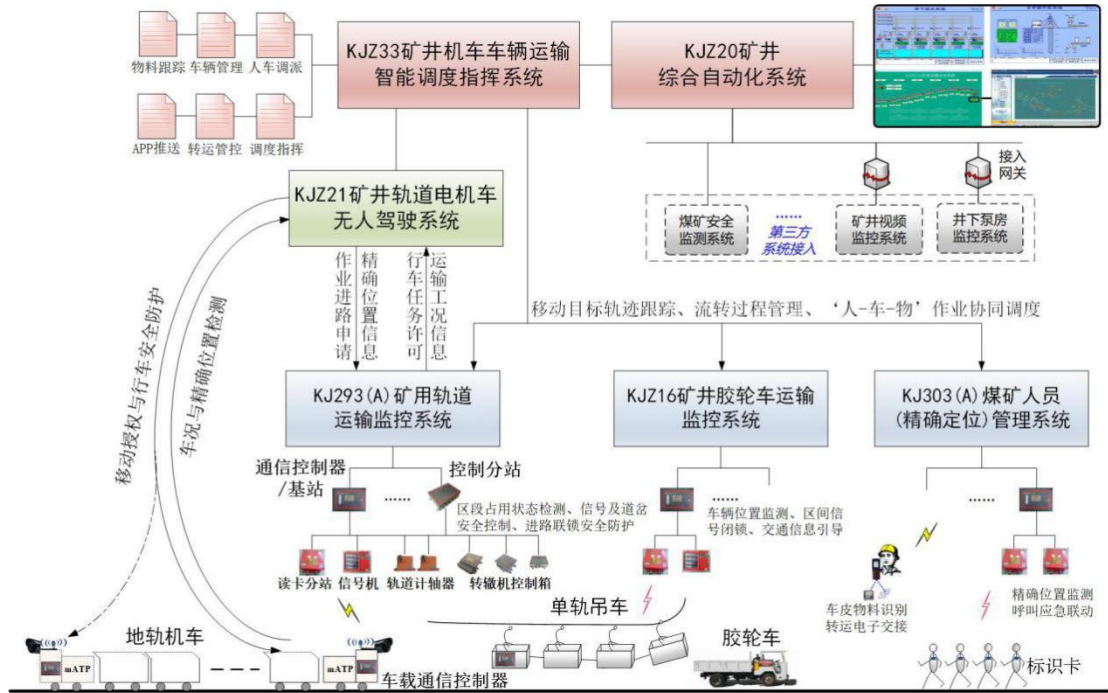 物料跟踪 车辆管理 人车调派
APP推送 转运管控 调度指挥
KJZ33矿井机车车辆运输
智能调度指挥系统
KJZ20矿井
综合自动化系统
接入
网关
KJZ21矿井轨道电机车
无人驾驶系统
煤矿安全
监测系统
......
第三方
系统接入
矿井视频
监控系统
井下泵房
监控系统
移动授权与行车安全防护
车况与精确位置检测
作业进路申请
精确位置信息
行车任务许可
运输工况信息
移动目标轨迹跟踪、流转过程管理、‘人-车-物’作业协同调度
KJ293(A)矿用轨道
运输监控系统
KJZ16矿井胶轮车运输
监控系统
KJ303(A)煤矿人员
(精确定位)管理系统
通信控制器
/基站
......
控制分站
区段占用状态检测、信号及道岔
安全控制、进路联锁安全防护
读卡分站 信号机 轨道计轴器 转辙机控制箱
......
车辆位置监测、区间信
号闭锁、交通信息引导
......
车皮物料识别
转运电子交接
精确位置监测
呼叫应急联动
地轨机车
mATP
mATP
车载通信控制器
单轨吊车
胶轮车
标识卡